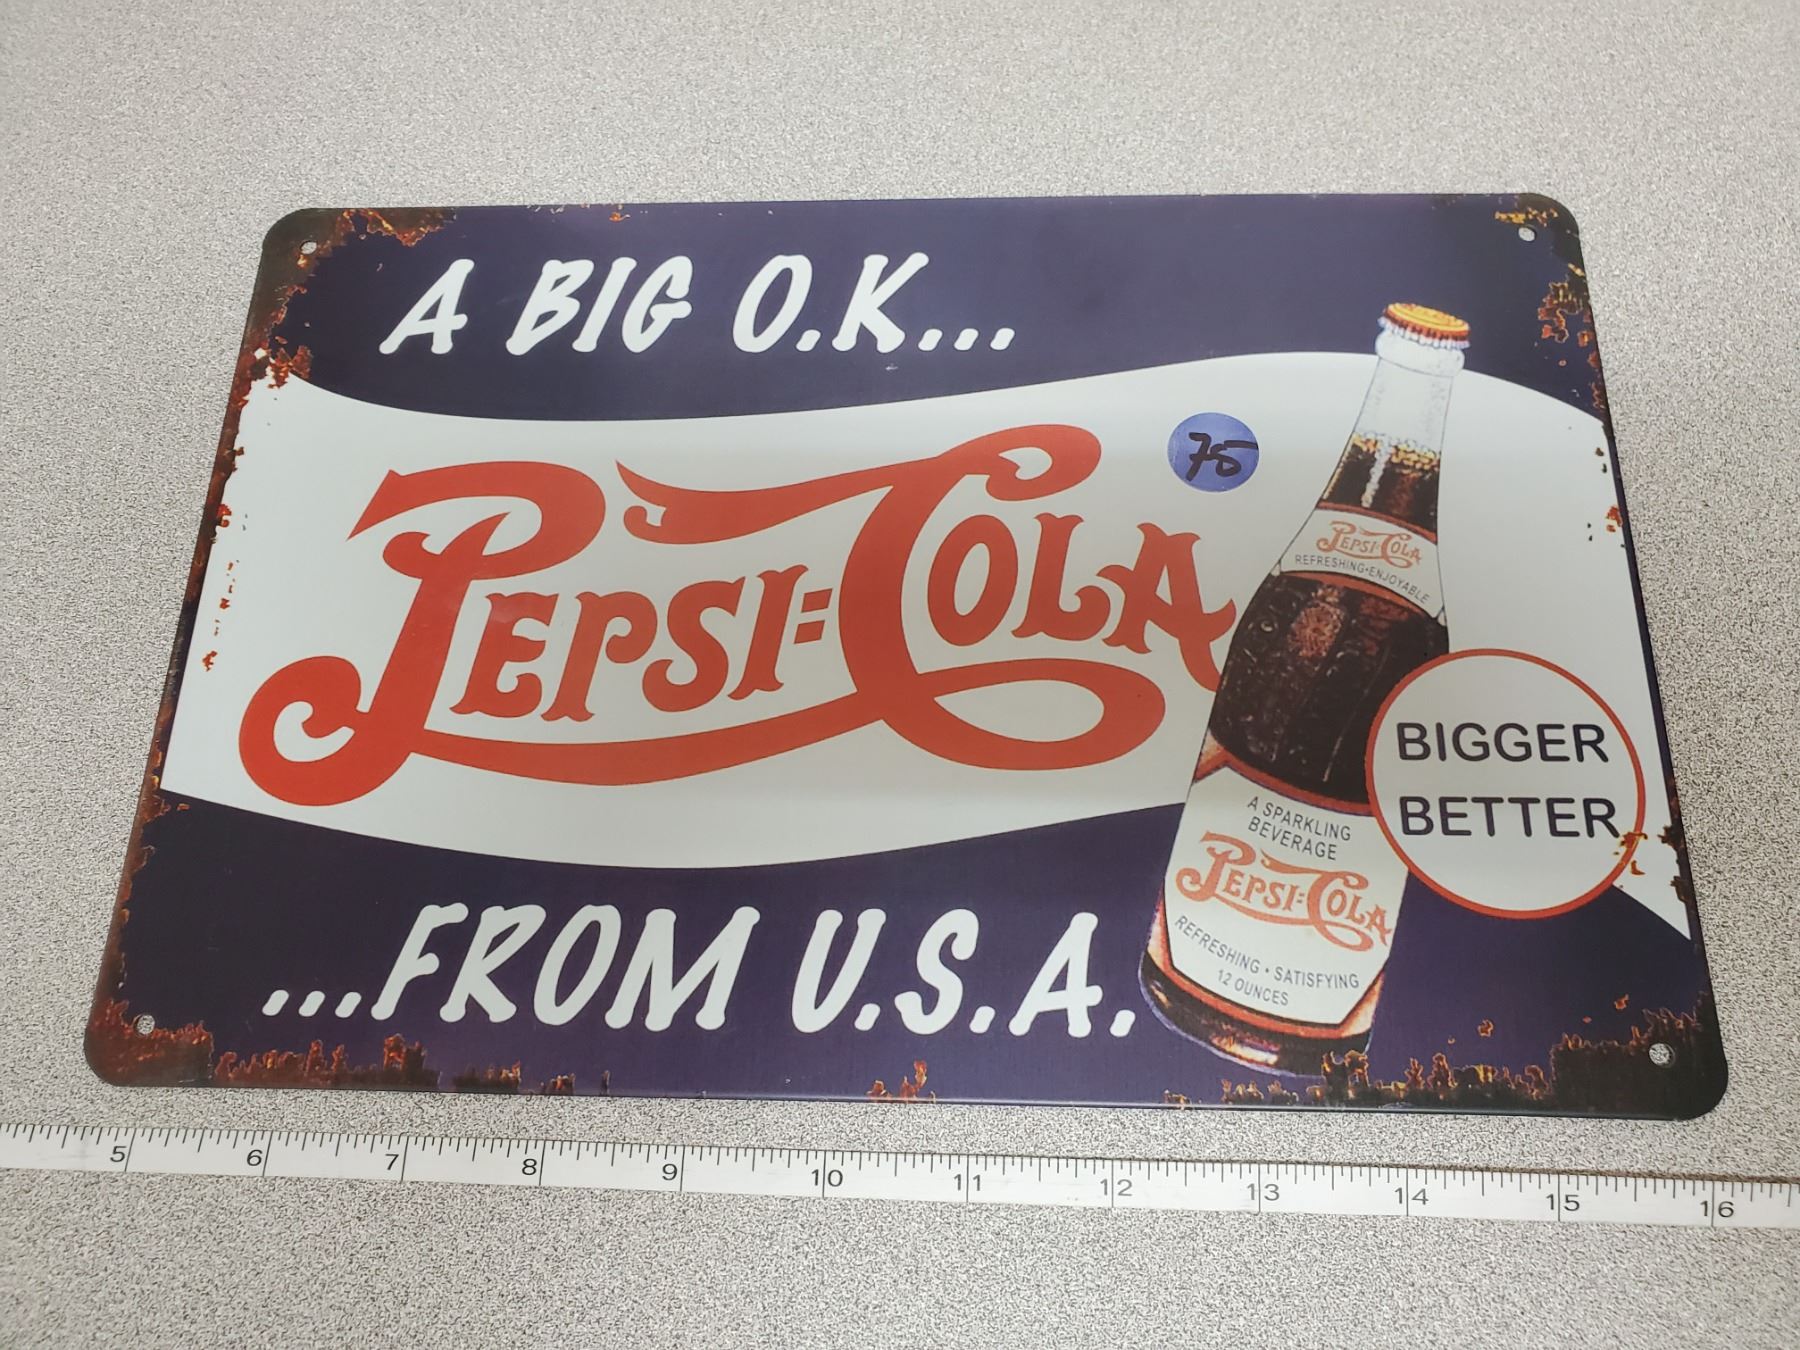 A BIG O.K...
75
PEPSI=COLA
PEPSI=COLA
REFRESHING•ENJOYABLE
BIGGER
BETTER
A SPARKLING
BEVERAGE
PEPSI=COLA
REFRESHING • SATISFYING
12 OUNCES
...FROM U.S.A.
5 6 7 8 9 10 11 12 13 14 15 16